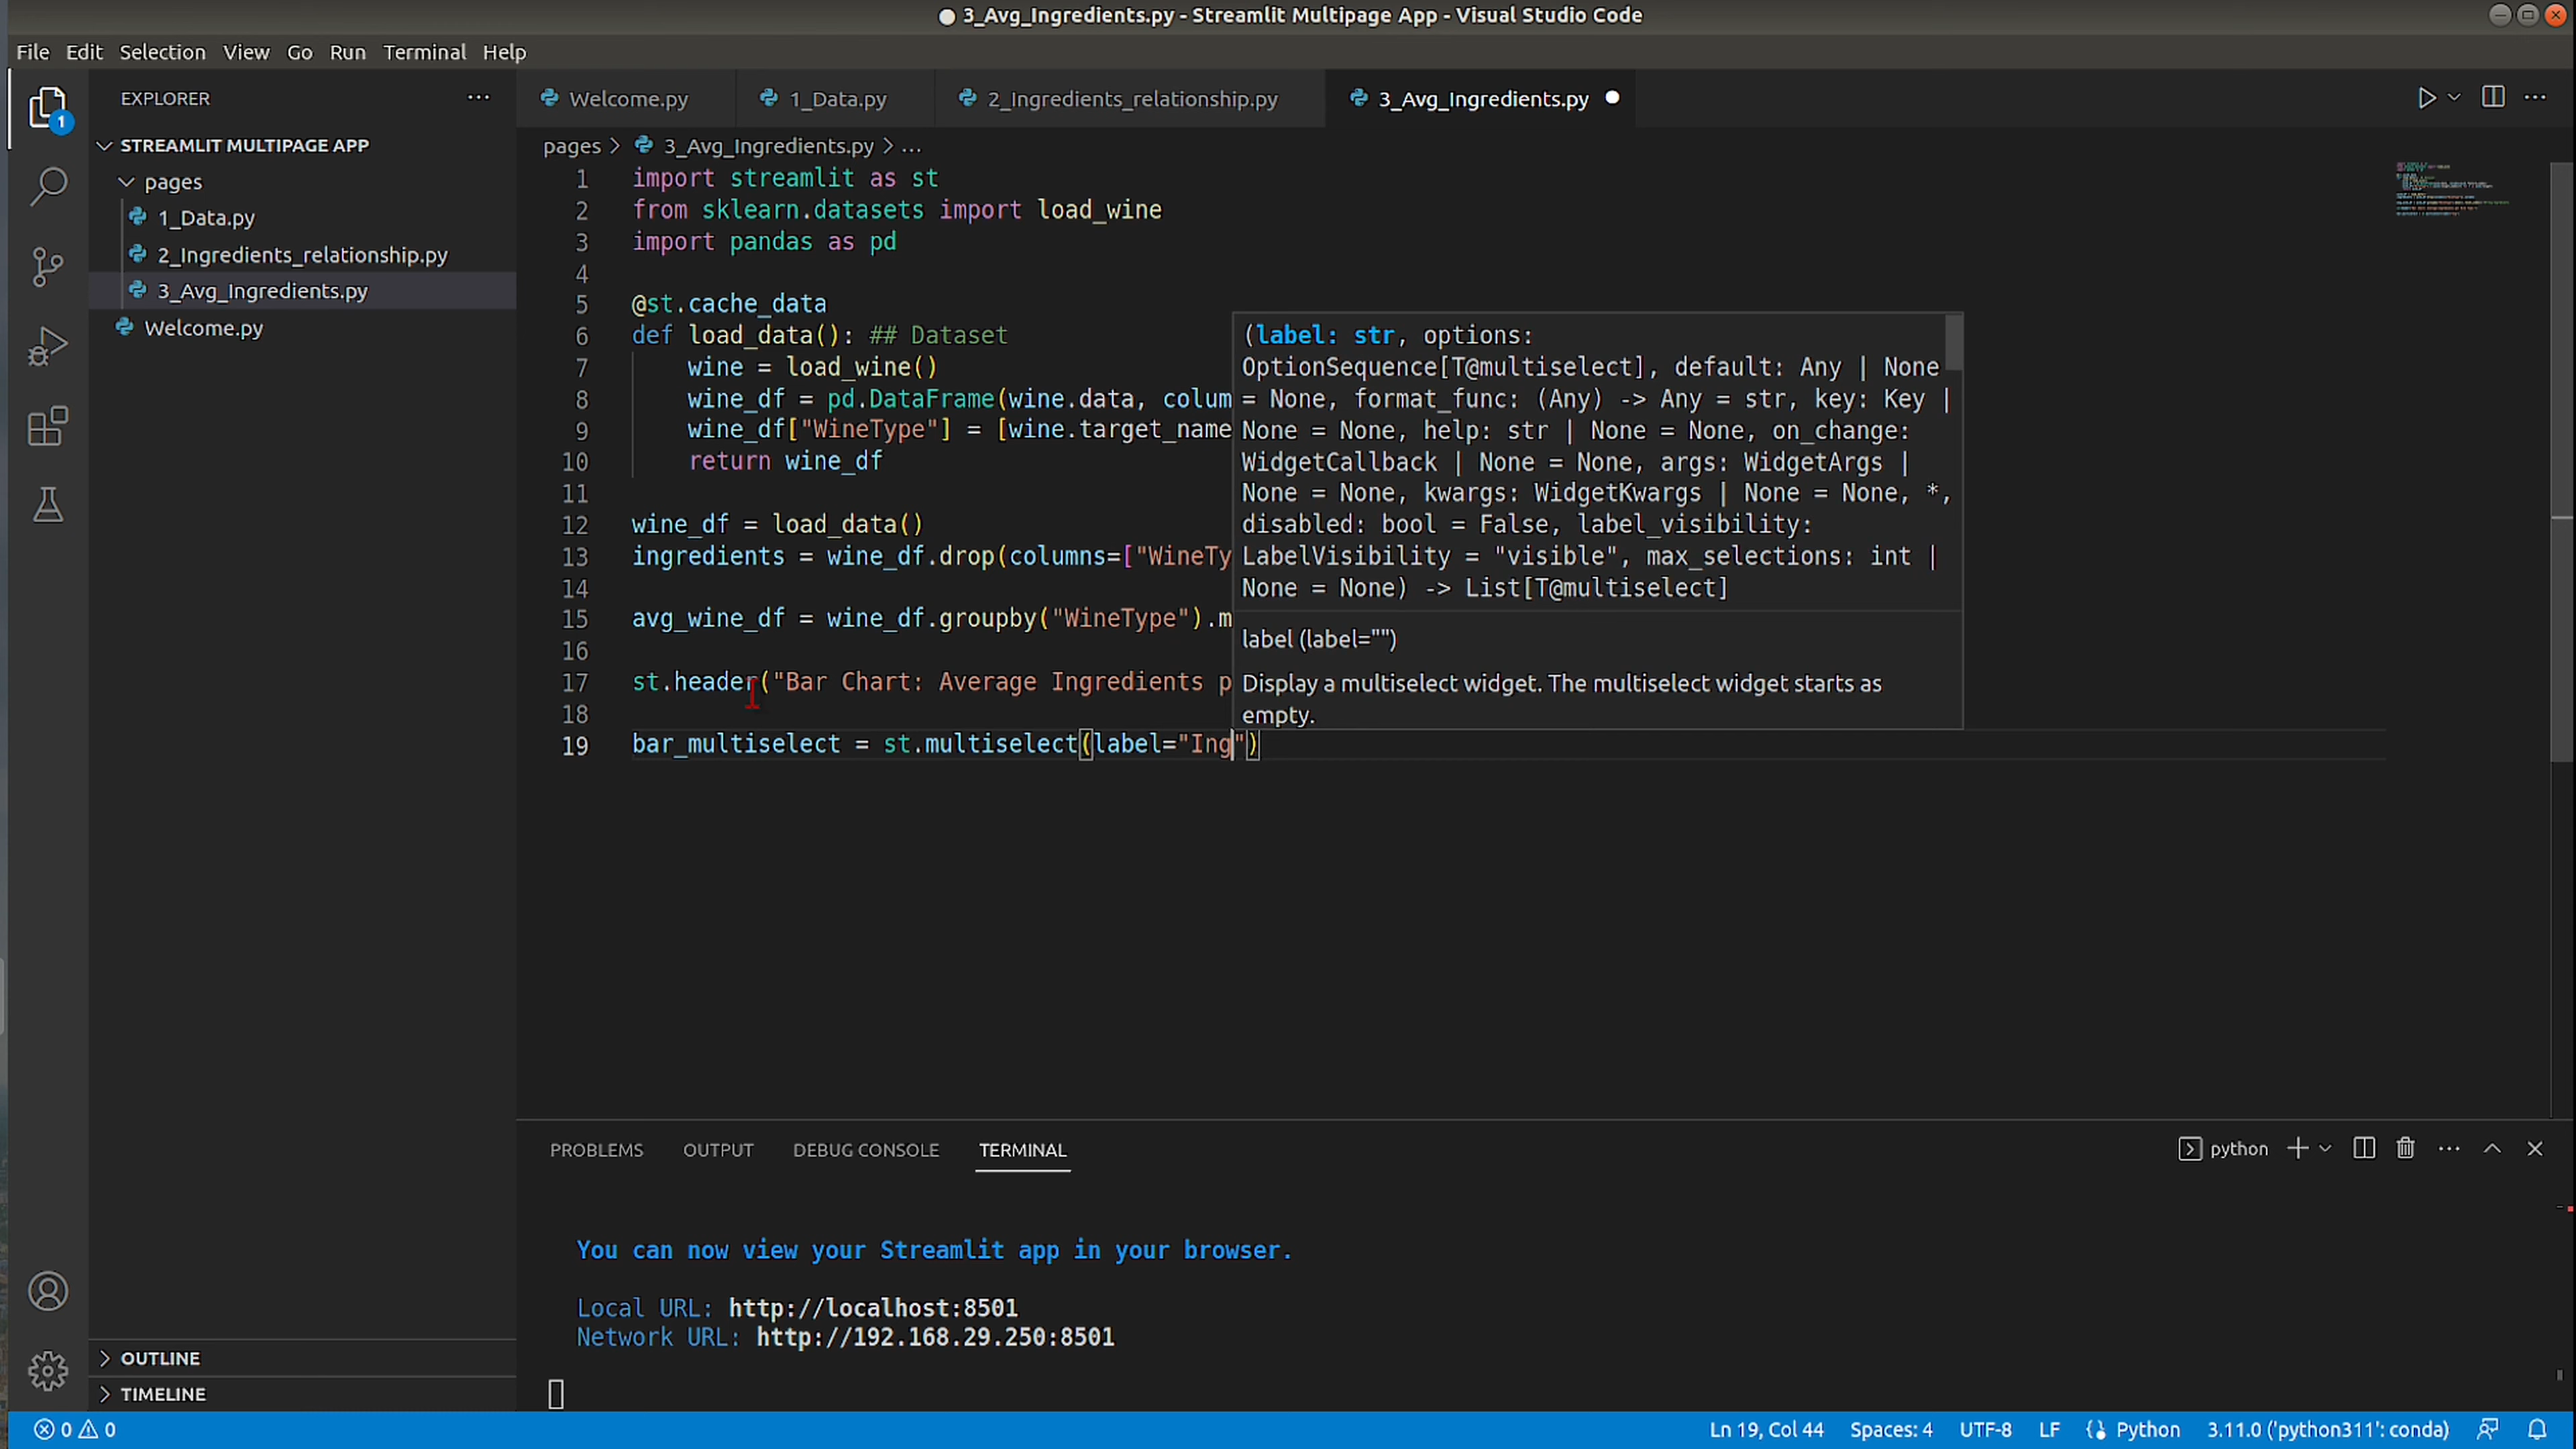 3_Avg_Ingredients.py - Streamlit Multipage App - Visual Studio Code
File Edit Selection View Go Run Terminal Help
EXPLORER
1
STREAMLIT MULTIPAGE APP
pages
1_Data.py
2_Ingredients_relationship.py
3_Avg_Ingredients.py
Welcome.py
OUTLINE
TIMELINE
Welcome.py 1_Data.py 2_Ingredients_relationship.py 3_Avg_Ingredients.py
pages > 3_Avg_Ingredients.py > ...
1 import streamlit as st
2 from sklearn.datasets import load_wine
3 import pandas as pd
4
5 @st.cache_data
6 def load_data(): ## Dataset
7 wine = load_wine()
8 wine_df = pd.DataFrame(wine.data, colum
9 wine_df["WineType"] = [wine.target_name
10 return wine_df
11
12 wine_df = load_data()
13 ingredients = wine_df.drop(columns=["WineTy
14
15 avg_wine_df = wine_df.groupby("WineType").m
16
17 st.header("Bar Chart: Average Ingredients p
18
19 bar_multiselect = st.multiselect(label="Ing")
(label: str, options:
OptionSequence[T@multiselect], default: Any | None
= None, format_func: (Any) -> Any = str, key: Key |
None = None, help: str | None = None, on_change:
WidgetCallback | None = None, args: WidgetArgs |
None = None, kwargs: WidgetKwargs | None = None, *,
disabled: bool = False, label_visibility:
LabelVisibility = "visible", max_selections: int |
None = None) -> List[T@multiselect]
label (label="")
Display a multiselect widget. The multiselect widget starts as
empty.
PROBLEMS OUTPUT DEBUG CONSOLE TERMINAL
python
You can now view your Streamlit app in your browser.
Local URL: http://localhost:8501
Network URL: http://192.168.29.250:8501
0 0
Ln 19, Col 44 Spaces: 4 UTF-8 LF Python 3.11.0 ('python311': conda)